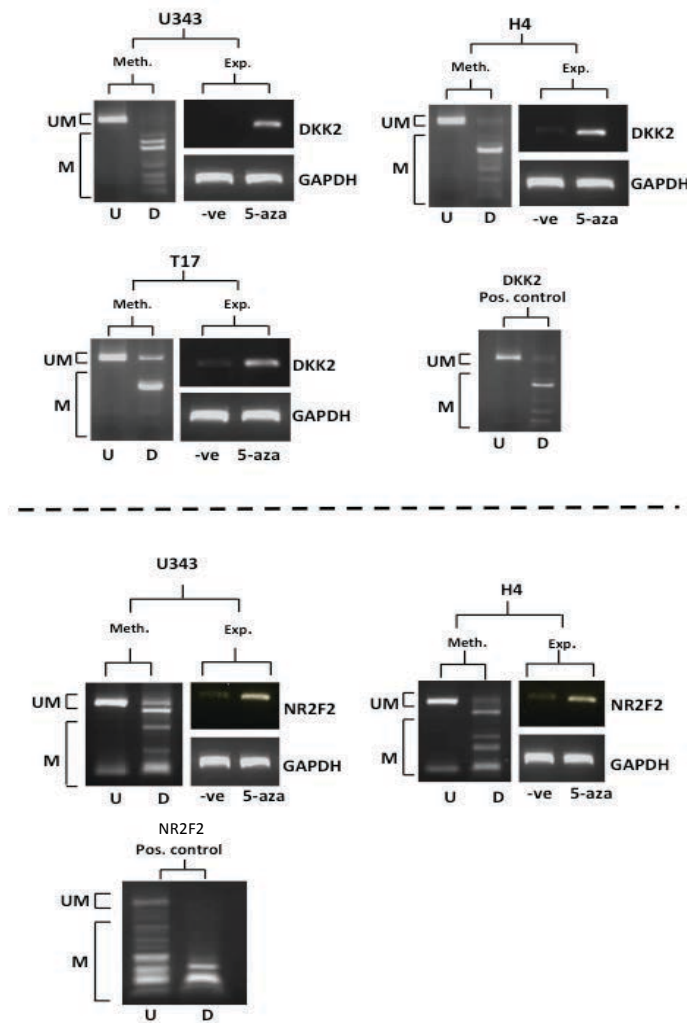 U343
Meth. Exp.
UM
M
DKK2
GAPDH
U D -ve 5-aza
H4
Meth. Exp.
UM
M
DKK2
GAPDH
U D -ve 5-aza
T17
Meth. Exp.
UM
M
DKK2
GAPDH
U D -ve 5-aza
DKK2
Pos. control
UM
M
U D
U343
Meth. Exp.
UM
M
NR2F2
GAPDH
U D -ve 5-aza
H4
Meth. Exp.
UM
M
NR2F2
GAPDH
U D -ve 5-aza
NR2F2
Pos. control
UM
M
U D